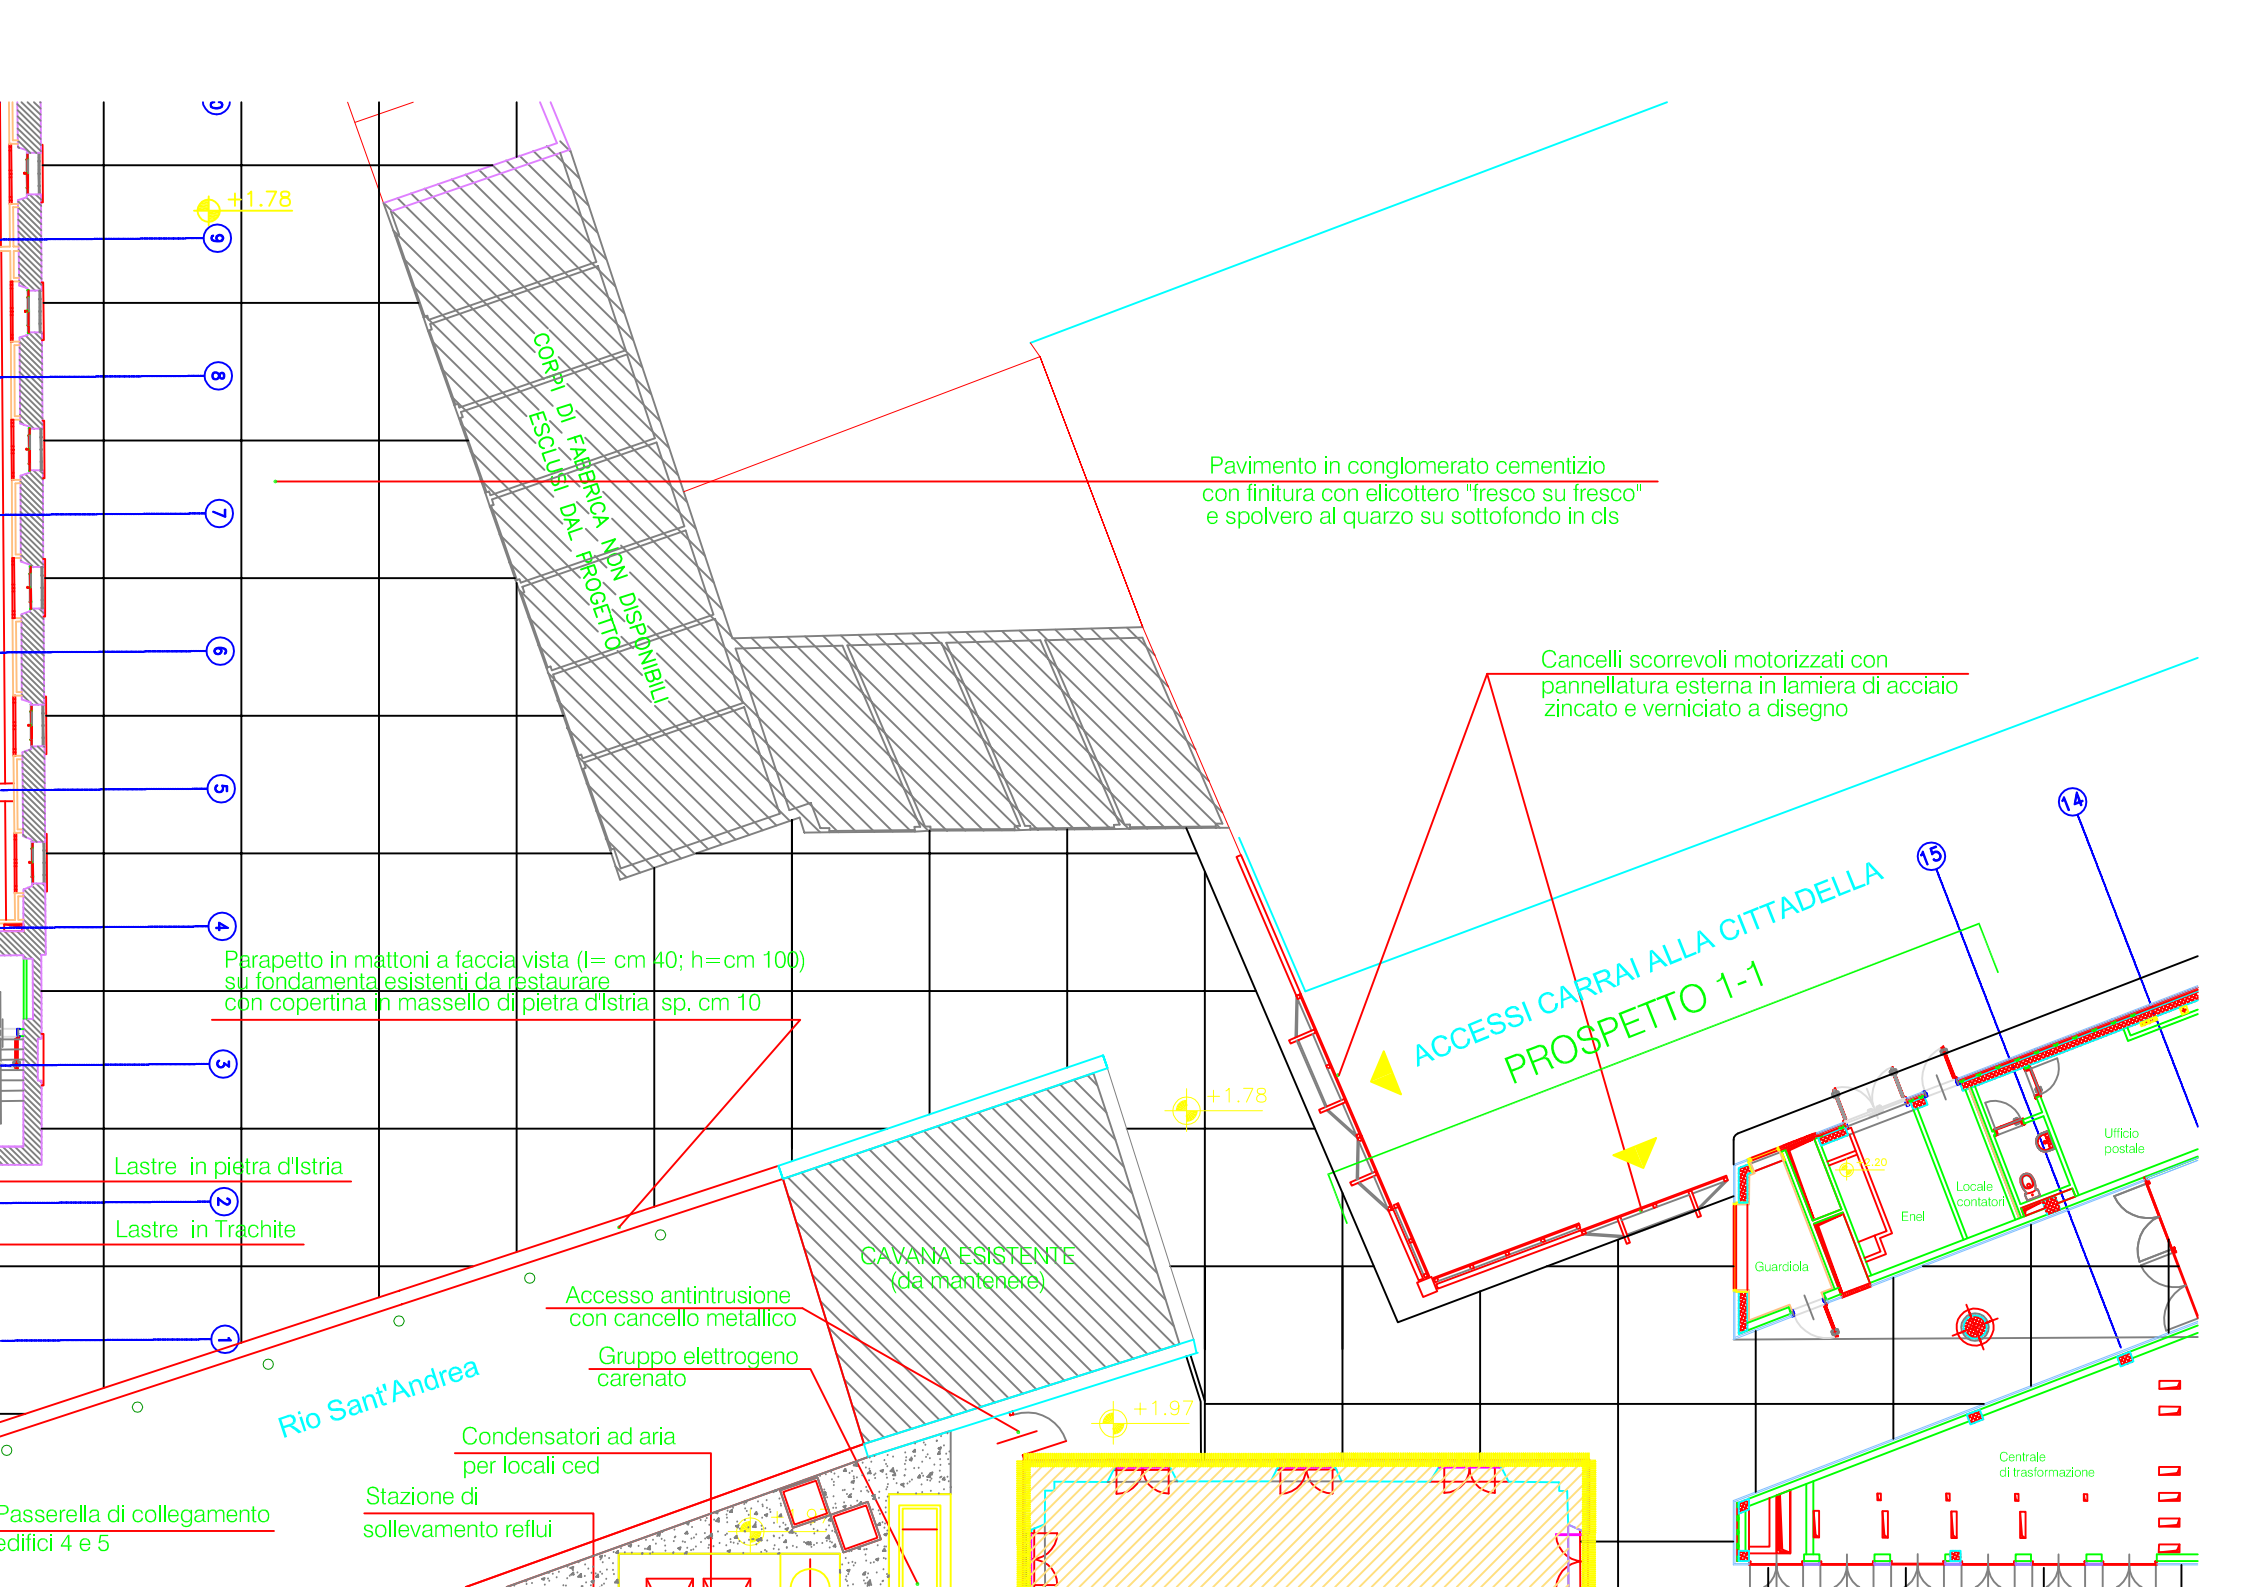 +1.78
9
8
7
6
5
4
3
2
1
CORPI DI FABBRICA NON DISPONIBILI
ESCLUSI DAL PROGETTO
Pavimento in conglomerato cementizio
con finitura con elicottero "fresco su fresco"
e spolvero al quarzo su sottofondo in cls
Cancelli scorrevoli motorizzati con
pannellatura esterna in lamiera di acciaio
zincato e verniciato a disegno
14
15
ACCESSI CARRAI ALLA CITTADELLA
PROSPETTO 1-1
Parapetto in mattoni a faccia vista (l= cm 40; h=cm 100)
su fondamenta esistenti da restaurare
con copertina in massello di pietra d'Istria sp. cm 10
+1.78
Lastre in pietra d'Istria
Lastre in Trachite
Ufficio
postale
Locale
contatori
Enel
Guardiola
CAVANA ESISTENTE
(da mantenere)
Accesso antintrusione
con cancello metallico
Gruppo elettrogeno
carenato
Rio Sant'Andrea
+1.97
Condensatori ad aria
per locali ced
Stazione di
sollevamento reflui
Passerella di collegamento
edifici 4 e 5
Centrale
di trasformazione